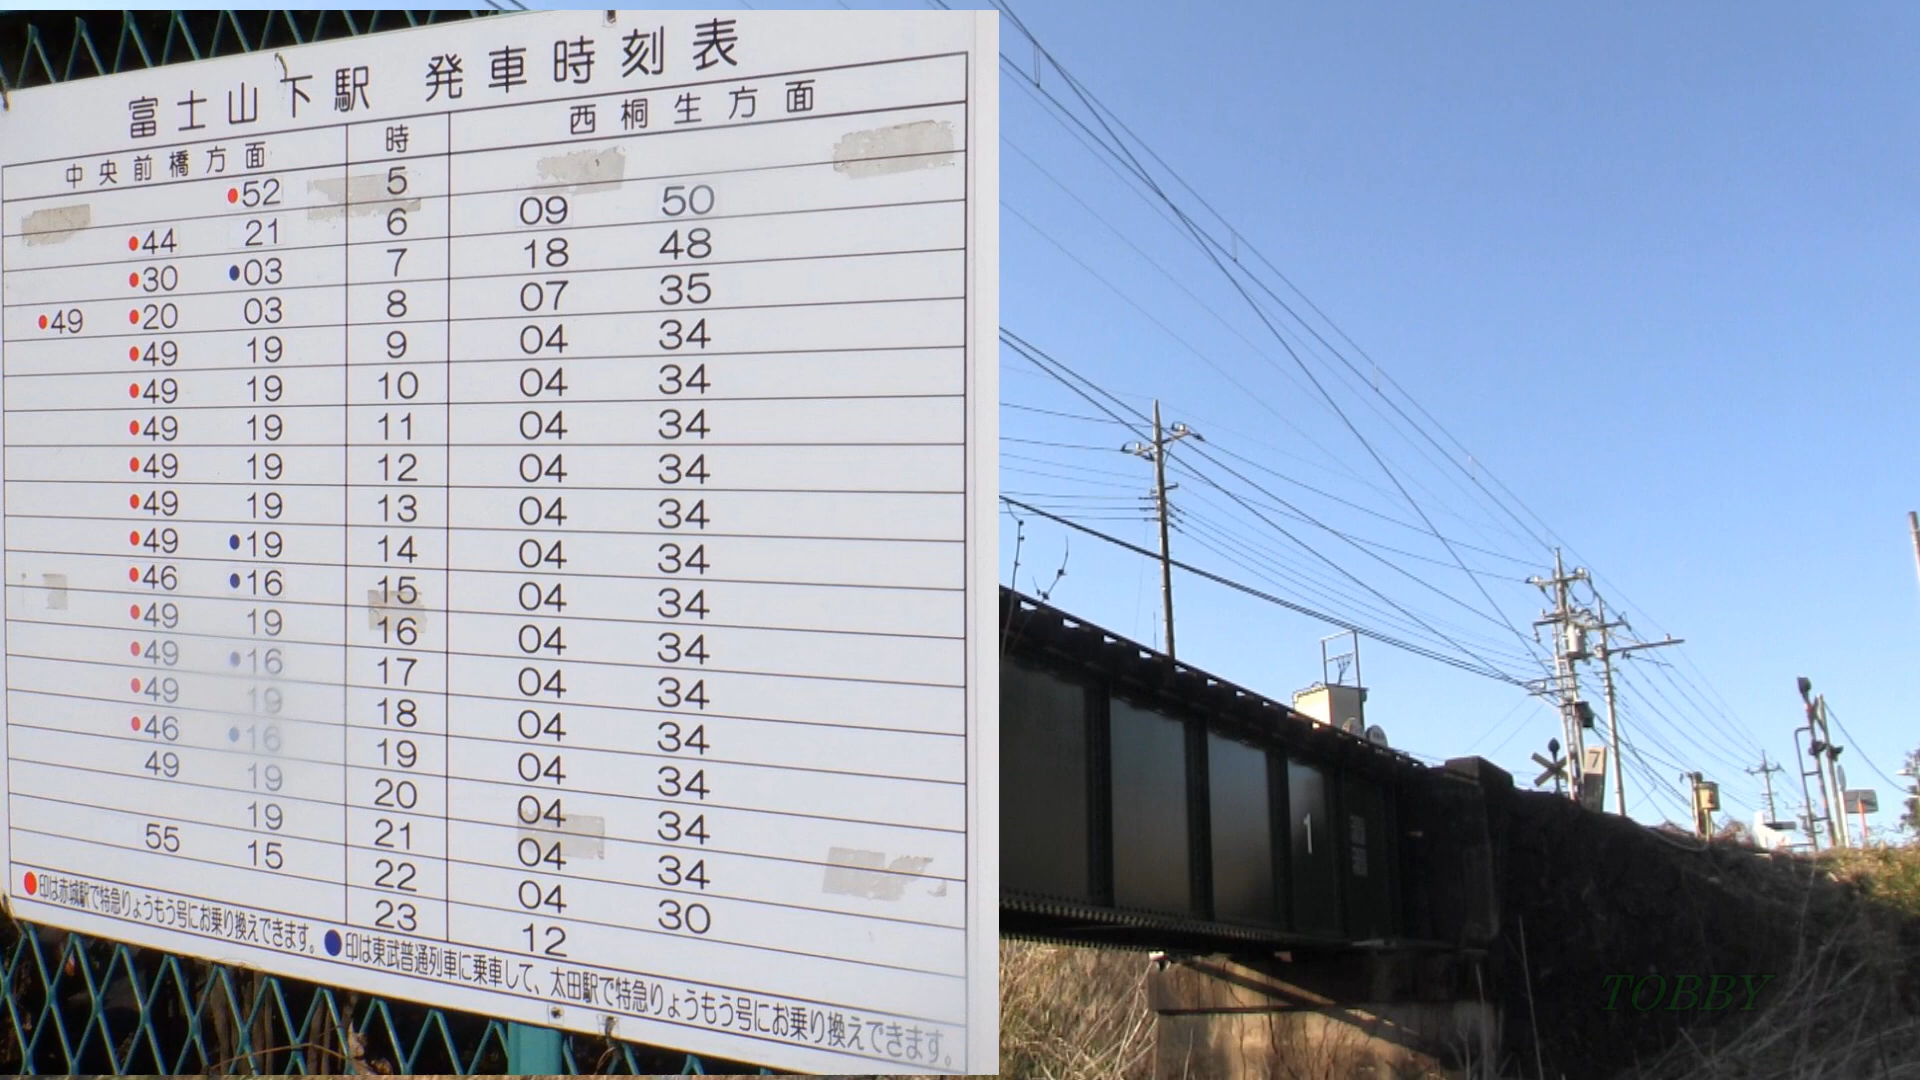 富士山下駅 発車時刻表
中央前橋方面 時 西桐生方面
●52 5
●44 21 6 09 50
●30 ●03 7 18 48
●49 ●20 03 8 07 35
●49 19 9 04 34
●49 19 10 04 34
●49 19 11 04 34
●49 19 12 04 34
●49 19 13 04 34
●49 ●19 14 04 34
●46 ●16 15 04 34
●49 19 16 04 34
●49 ●16 17 04 34
●49 19 18 04 34
●46 ●16 19 04 34
49 19 20 04 34
19 21 04 34
55 15 22 04 30
23 12
●印は赤城駅で特急りょうもう号にお乗り換えできます。●印は東武普通列車に乗車して、太田駅で特急りょうもう号にお乗り換えできます。
7
1
TOBBY